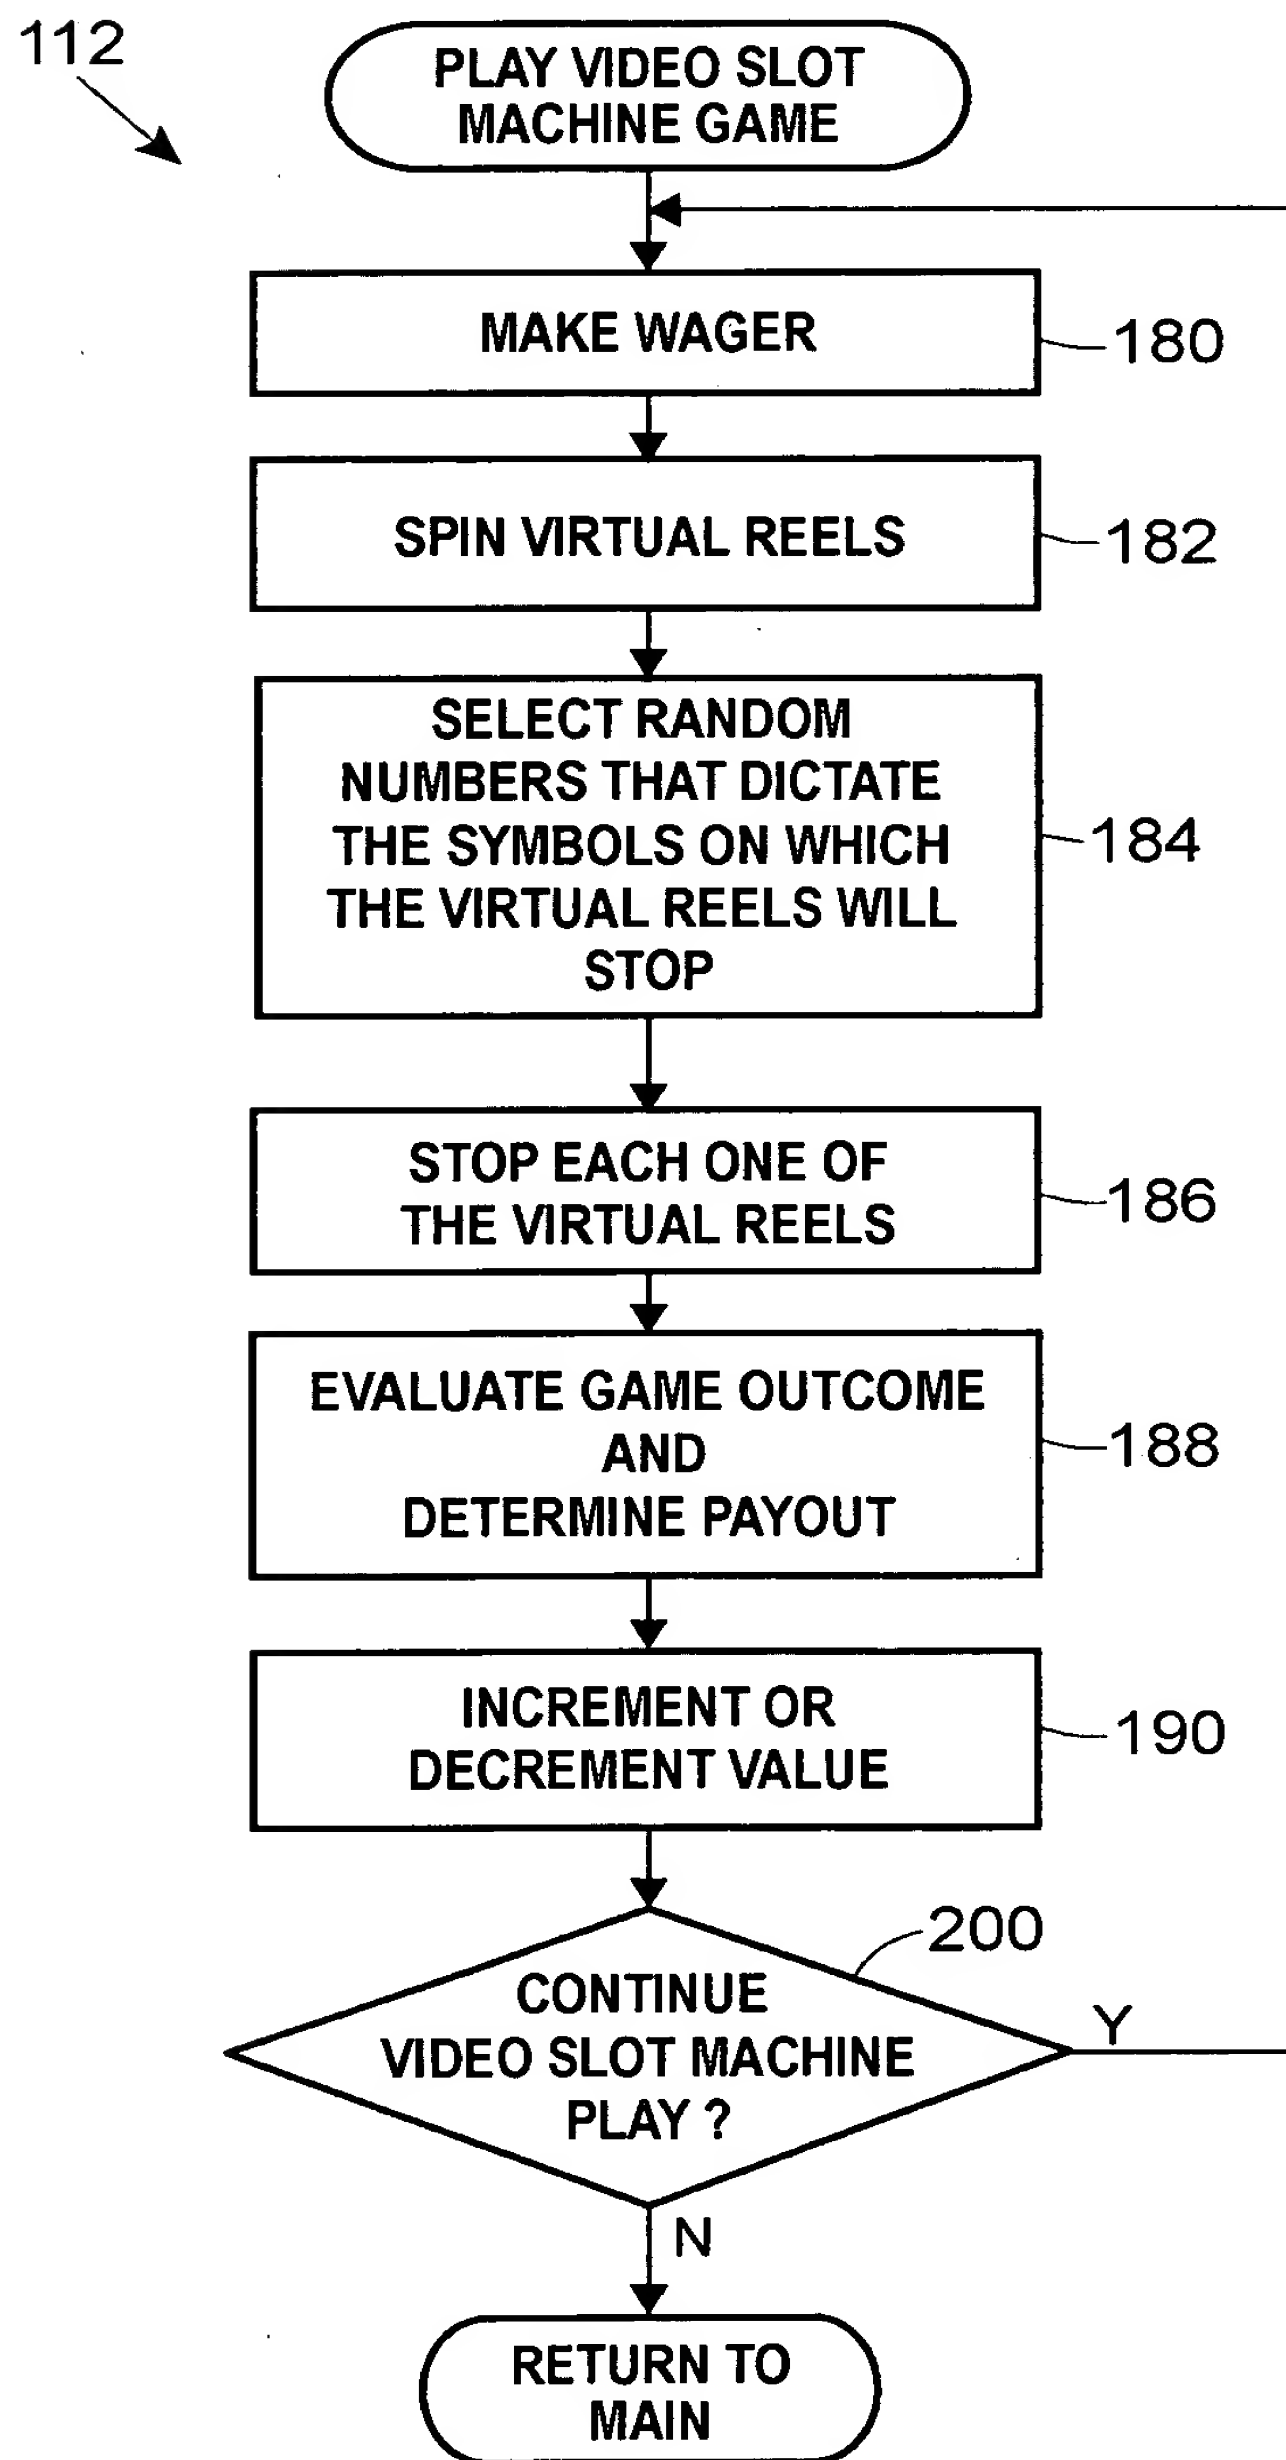 112
PLAY VIDEO SLOT
MACHINE GAME
MAKE WAGER
180
SPIN VIRTUAL REELS
182
SELECT RANDOM
NUMBERS THAT DICTATE
THE SYMBOLS ON WHICH
THE VIRTUAL REELS WILL
STOP
184
STOP EACH ONE OF
THE VIRTUAL REELS
186
EVALUATE GAME OUTCOME
AND
DETERMINE PAYOUT
188
INCREMENT OR
DECREMENT VALUE
190
200
CONTINUE
VIDEO SLOT MACHINE
PLAY ?
Y
N
RETURN TO
MAIN